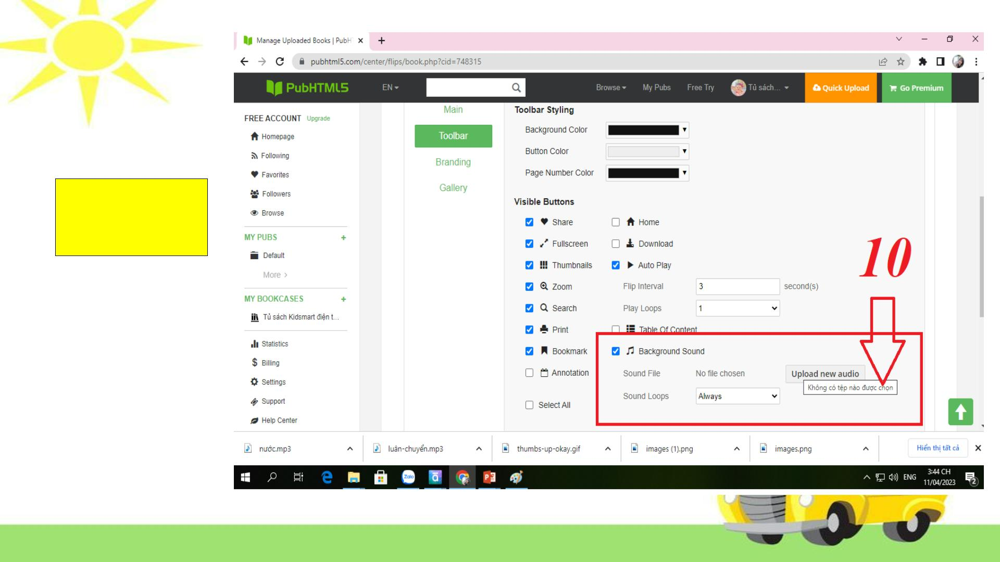 Manage Uploaded Books | PubH
pubhtml5.com/center/flips/book.php?cid=748315
PubHTML5
EN
Browse
My Pubs
Free Try
Tủ sách...
Quick Upload
Go Premium
FREE ACCOUNT Upgrade
Homepage
Following
Favorites
Followers
Browse
MY PUBS +
Default
More >
MY BOOKCASES +
Tủ sách Kidsmart điện t...
Statistics
Billing
Settings
Support
Help Center
Main
Toolbar
Branding
Gallery
Toolbar Styling
Background Color
Button Color
Page Number Color
Visible Buttons
Share
Home
Fullscreen
Download
Thumbnails
Auto Play
Zoom
Flip Interval 3 second(s)
Search
Play Loops 1
Print
Table Of Content
Bookmark
Background Sound
Annotation
Sound File No file chosen Upload new audio
Không có tệp nào được chọn
Sound Loops Always
Select All
10
nước.mp3
luân-chuyển.mp3
thumbs-up-okay.gif
images (1).png
images.png
Hiển thị tất cả
Zalo
ENG
3:44 CH
11/04/2023
2